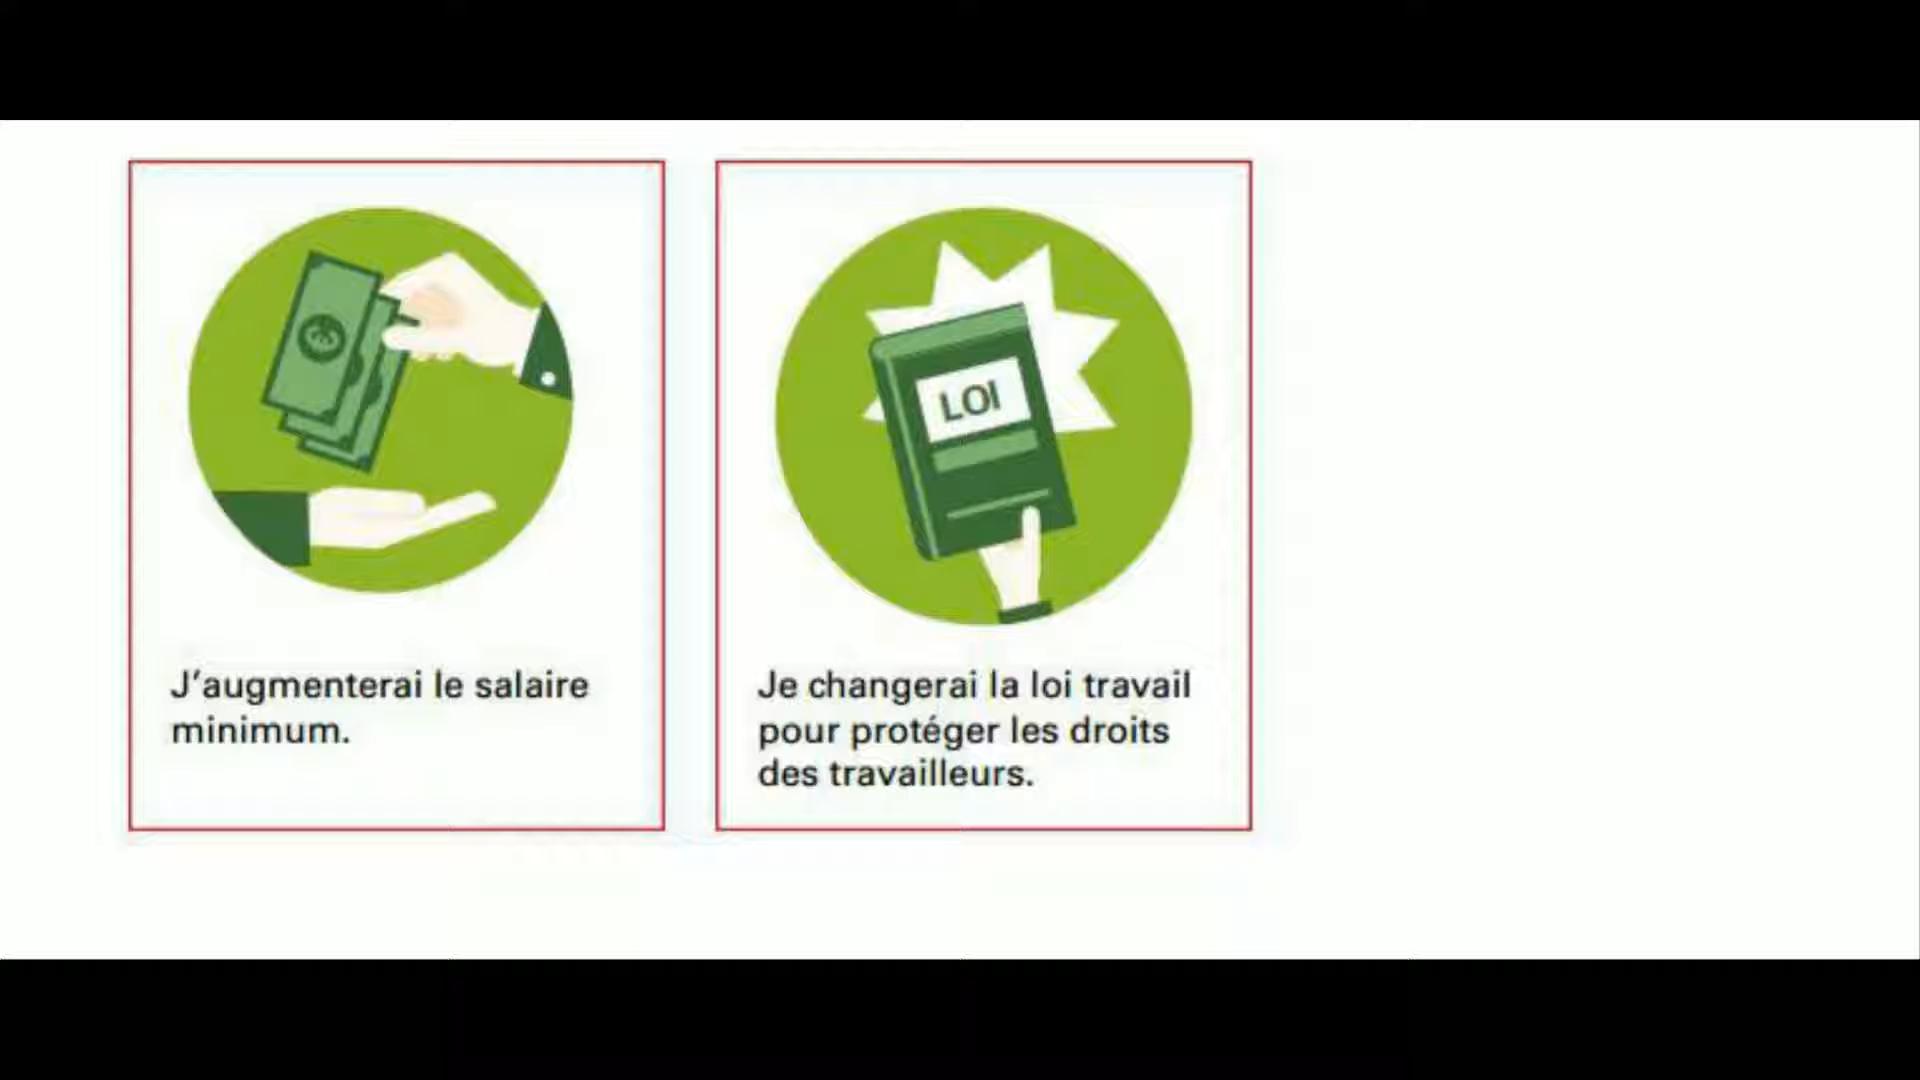 J'augmenterai le salaire
minimum.
LOI
Je changerai la loi travail
pour protéger les droits
des travailleurs.